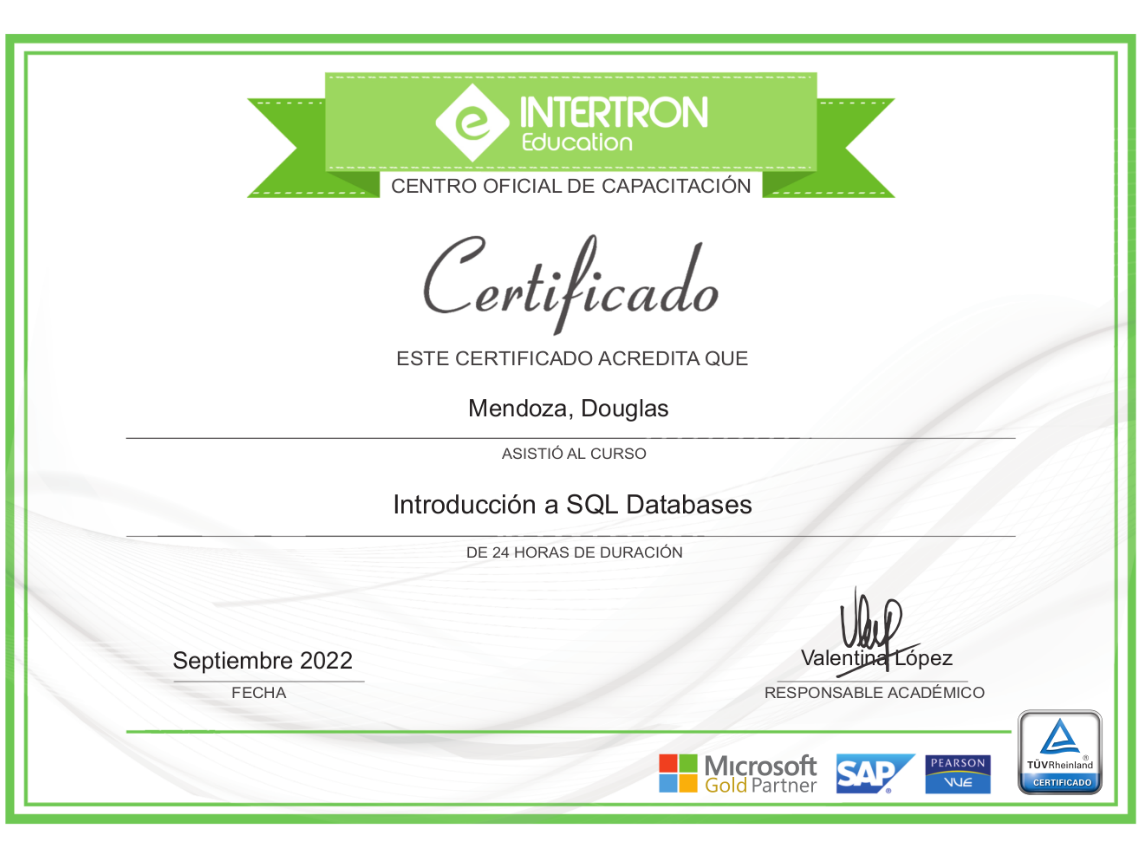 e INTERTRON
Education
CENTRO OFICIAL DE CAPACITACIÓN
Certificado
ESTE CERTIFICADO ACREDITA QUE
Mendoza, Douglas
ASISTIÓ AL CURSO
Introducción a SQL Databases
DE 24 HORAS DE DURACIÓN
Septiembre 2022
FECHA
Valentina López
RESPONSABLE ACADÉMICO
Microsoft
Gold Partner
SAP®
PEARSON
VUE
TÜVRheinland®
CERTIFICADO